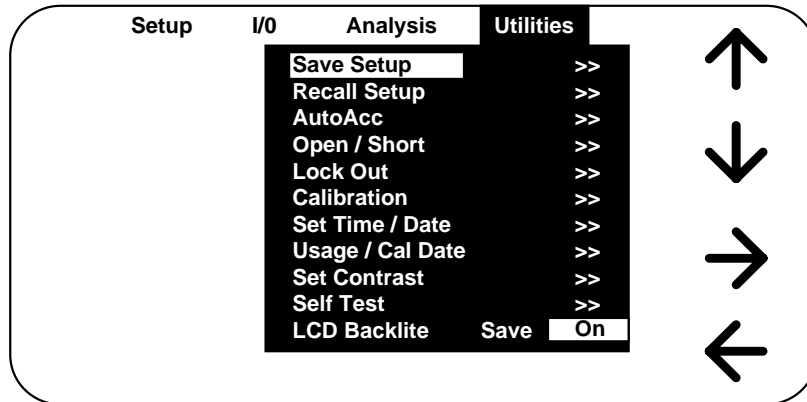 Setup I/0 Analysis Utilities
Save Setup >>
Recall Setup >>
AutoAcc >>
Open / Short >>
Lock Out >>
Calibration >>
Set Time / Date >>
Usage / Cal Date >>
Set Contrast >>
Self Test >>
LCD Backlite Save On